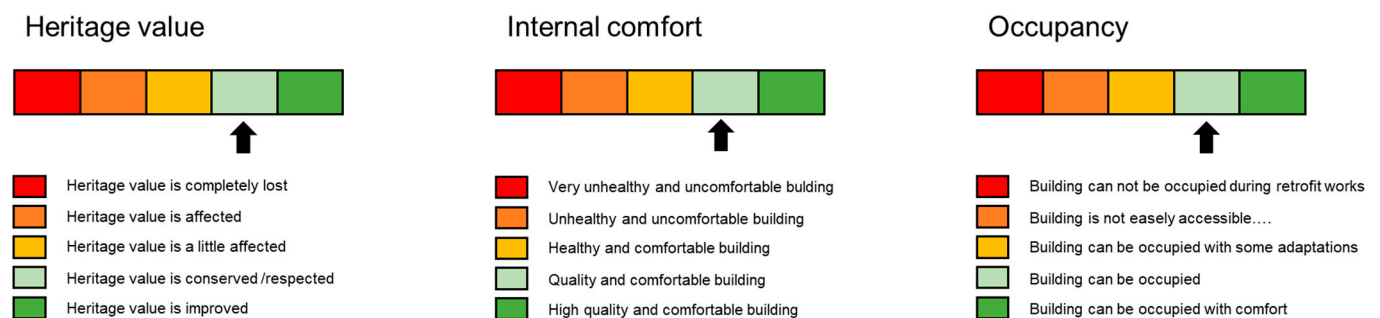 Heritage value
Heritage value is completely lost
Heritage value is affected
Heritage value is a little affected
Heritage value is conserved/respected
Heritage value is improved
Internal comfort
Very unhealthy and uncomfortable bulding
Unhealthy and uncomfortable building
Healthy and comfortable building
Quality and comfortable building
High quality and comfortable building
Occupancy
Building can not be occupied during retrofit works
Building is not easely accessible....
Building can be occupied with some adaptations
Building can be occupied
Building can be occupied with comfort